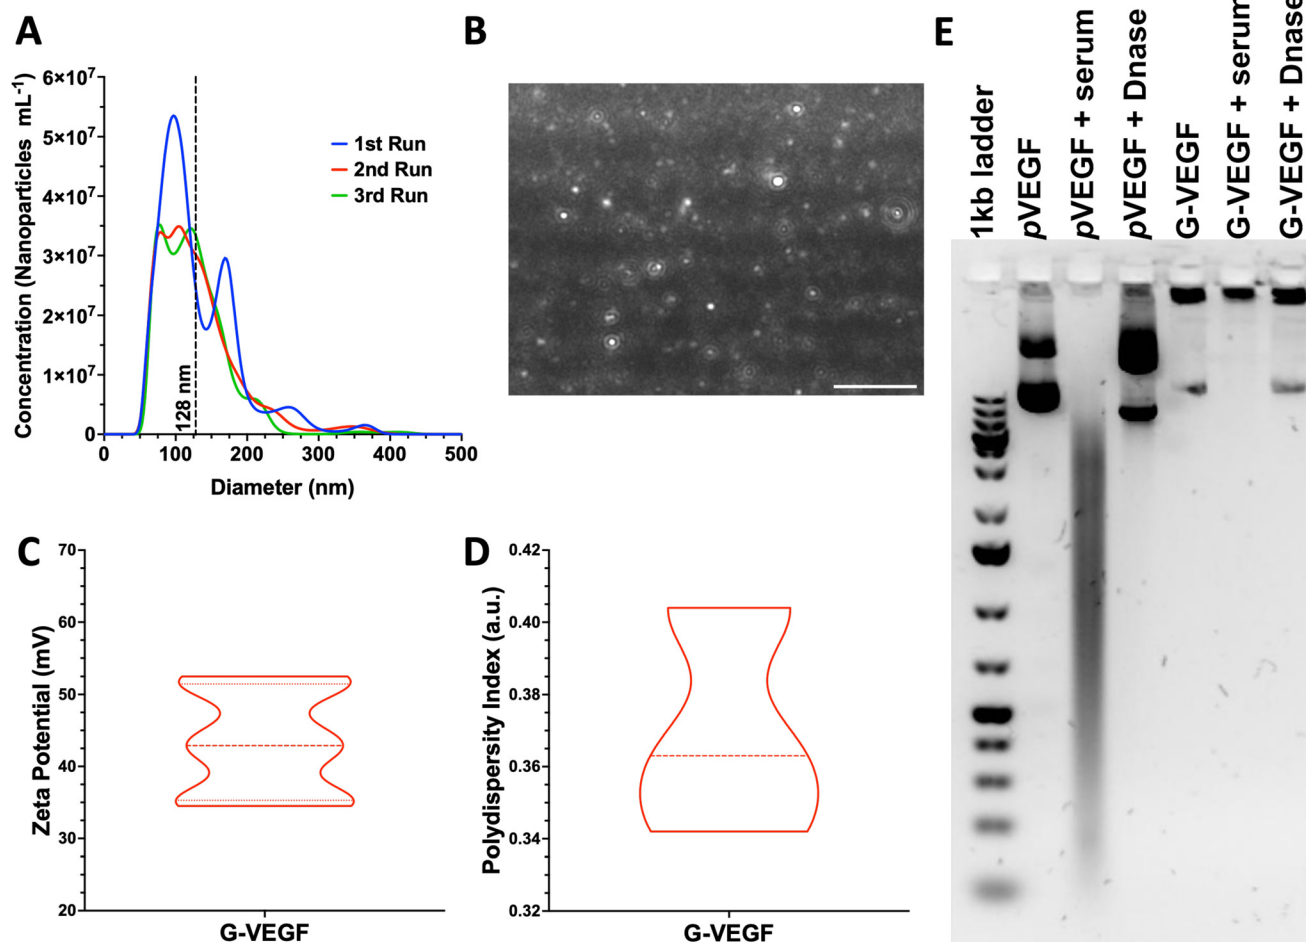 A
Concentration (Nanoparticles mL-1)
6×10⁷
5×10⁷
4×10⁷
3×10⁷
2×10⁷
1×10⁷
0
1st Run
2nd Run
3rd Run
128 nm
0 100 200 300 400 500
Diameter (nm)
B
C
Zeta Potential (mV)
70
60
50
40
30
20
G-VEGF
D
Polydispersity Index (a.u.)
0.42
0.40
0.38
0.36
0.34
0.32
G-VEGF
E
1kb ladder
pVEGF
pVEGF + serum
pVEGF + Dnase
G-VEGF
G-VEGF + serum
G-VEGF + Dnase